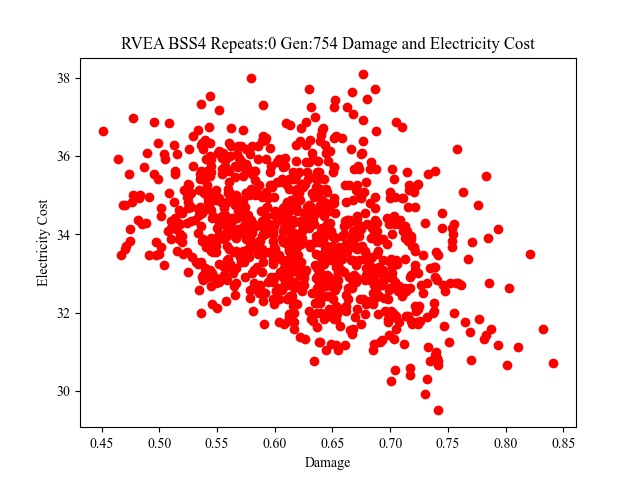 RVEA BSS4 Repeats:0 Gen:754 Damage and Electricity Cost
38
36
34
32
30
Electricity Cost
0.45 0.50 0.55 0.60 0.65 0.70 0.75 0.80 0.85
Damage